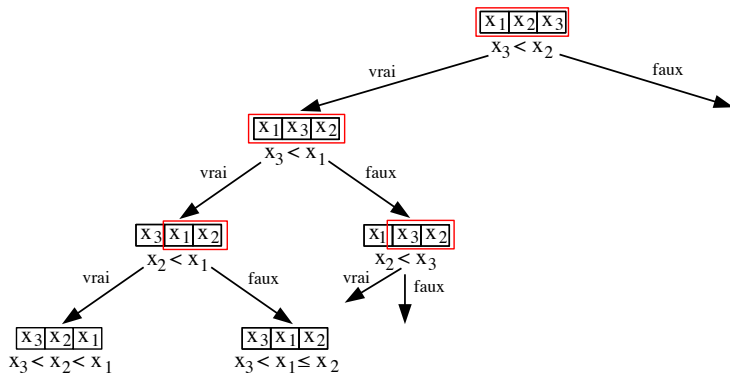 x₁ x₂ x₃
x₃ < x₂
vrai
faux
x₁ x₃ x₂
x₃ < x₁
vrai
faux
x₃ x₁ x₂
x₁ x₃ x₂
x₂ < x₁
x₂ < x₃
vrai
faux
vrai
faux
x₃ x₂ x₁
x₃ x₁ x₂
x₃ < x₂ < x₁
x₃ < x₁ ≤ x₂